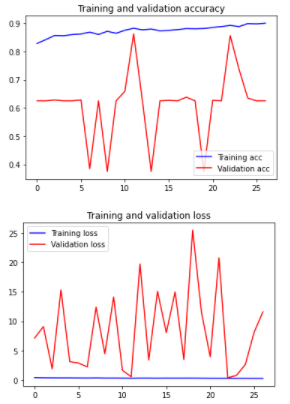 Training and validation accuracy
0.9
0.8
0.7
0.6
0.5
0.4
Training acc
Validation acc
0 5 10 15 20 25
Training and validation loss
Training loss
Validation loss
25
20
15
10
5
0
0 5 10 15 20 25